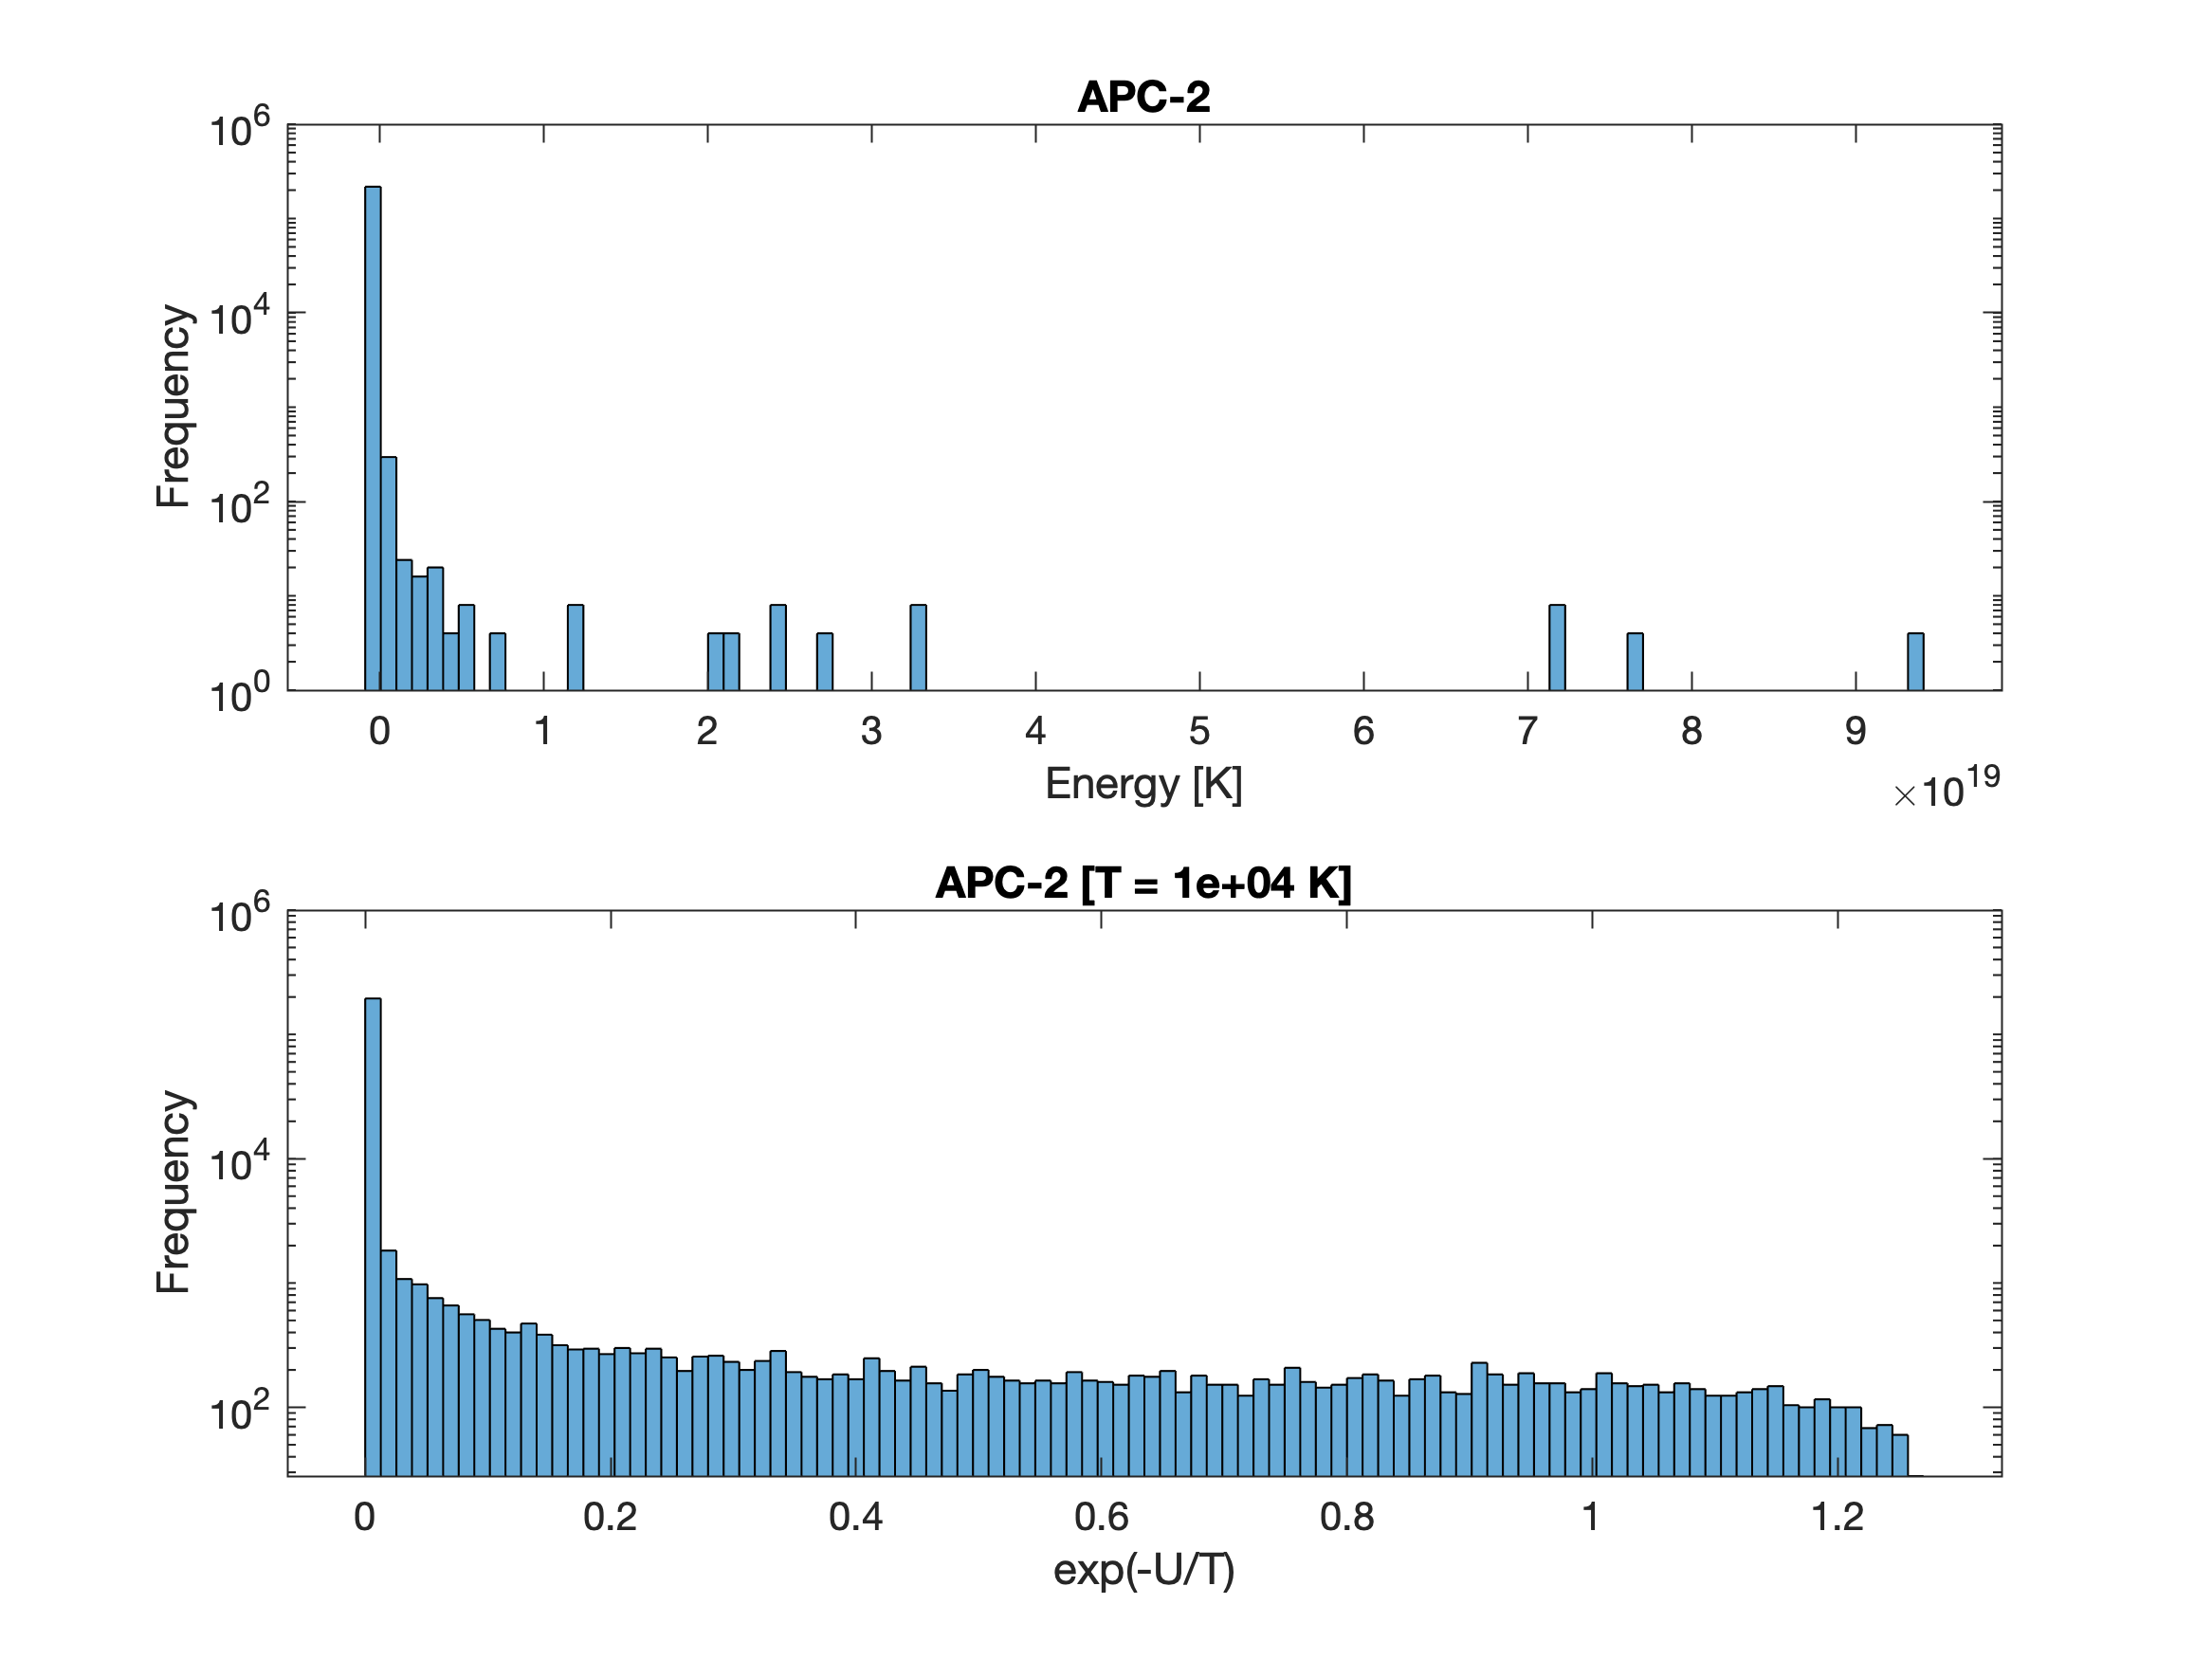 APC-2
10^6
10^4
10^2
10^0
Frequency
0 1 2 3 4 5 6 7 8 9
Energy [K]
×10^19
APC-2 [T = 1e+04 K]
10^6
10^4
10^2
Frequency
0 0.2 0.4 0.6 0.8 1 1.2
exp(-U/T)